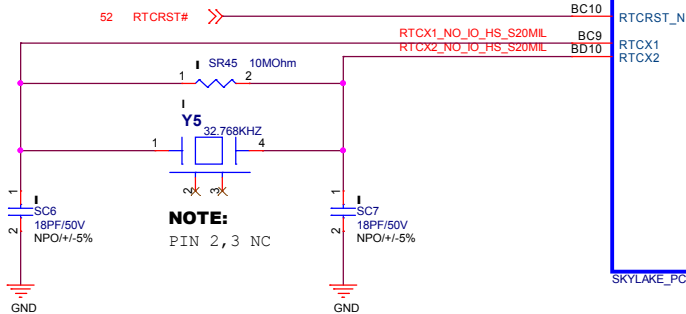 52 RTCRST# BC10 RTCRST_N
RTCX1_NO_IO_HS_S20MIL BC9 RTCX1
RTCX2_NO_IO_HS_S20MIL BD10 RTCX2
I
SR45 10MOhm
1 2
I
Y5
32.768KHZ
1 4
2 3
NOTE:
PIN 2,3 NC
1
I
SC6
18PF/50V
2
NPO/+/-5%
1
I
SC7
18PF/50V
2
NPO/+/-5%
GND
GND
SKYLAKE_PC